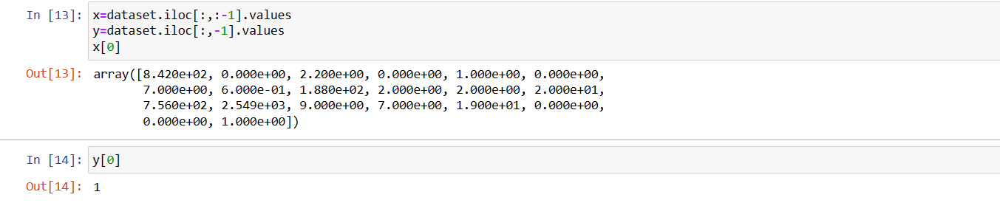 In [13]: x=dataset.iloc[:,:-1].values
y=dataset.iloc[:,-1].values
x[0]
Out[13]: array([8.420e+02, 0.000e+00, 2.200e+00, 0.000e+00, 1.000e+00, 0.000e+00,
7.000e+00, 6.000e-01, 1.880e+02, 2.000e+00, 2.000e+00, 2.000e+01,
7.560e+02, 2.549e+03, 9.000e+00, 7.000e+00, 1.900e+01, 0.000e+00,
0.000e+00, 1.000e+00])
In [14]: y[0]
Out[14]: 1